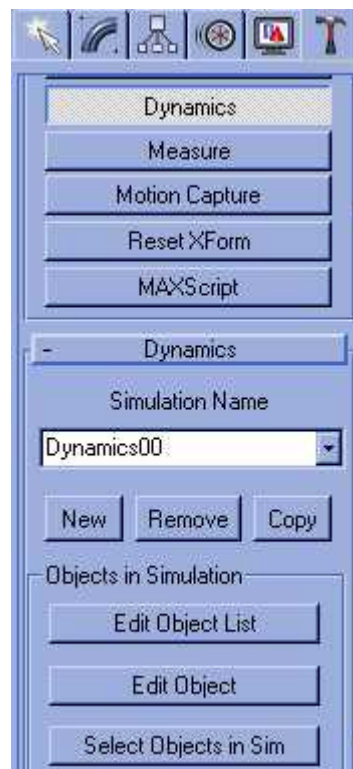 Dynamics
Measure
Motion Capture
Reset XForm
MAXScript
- Dynamics
Simulation Name
Dynamics00
New Remove Copy
Objects in Simulation
Edit Object List
Edit Object
Select Objects in Sim